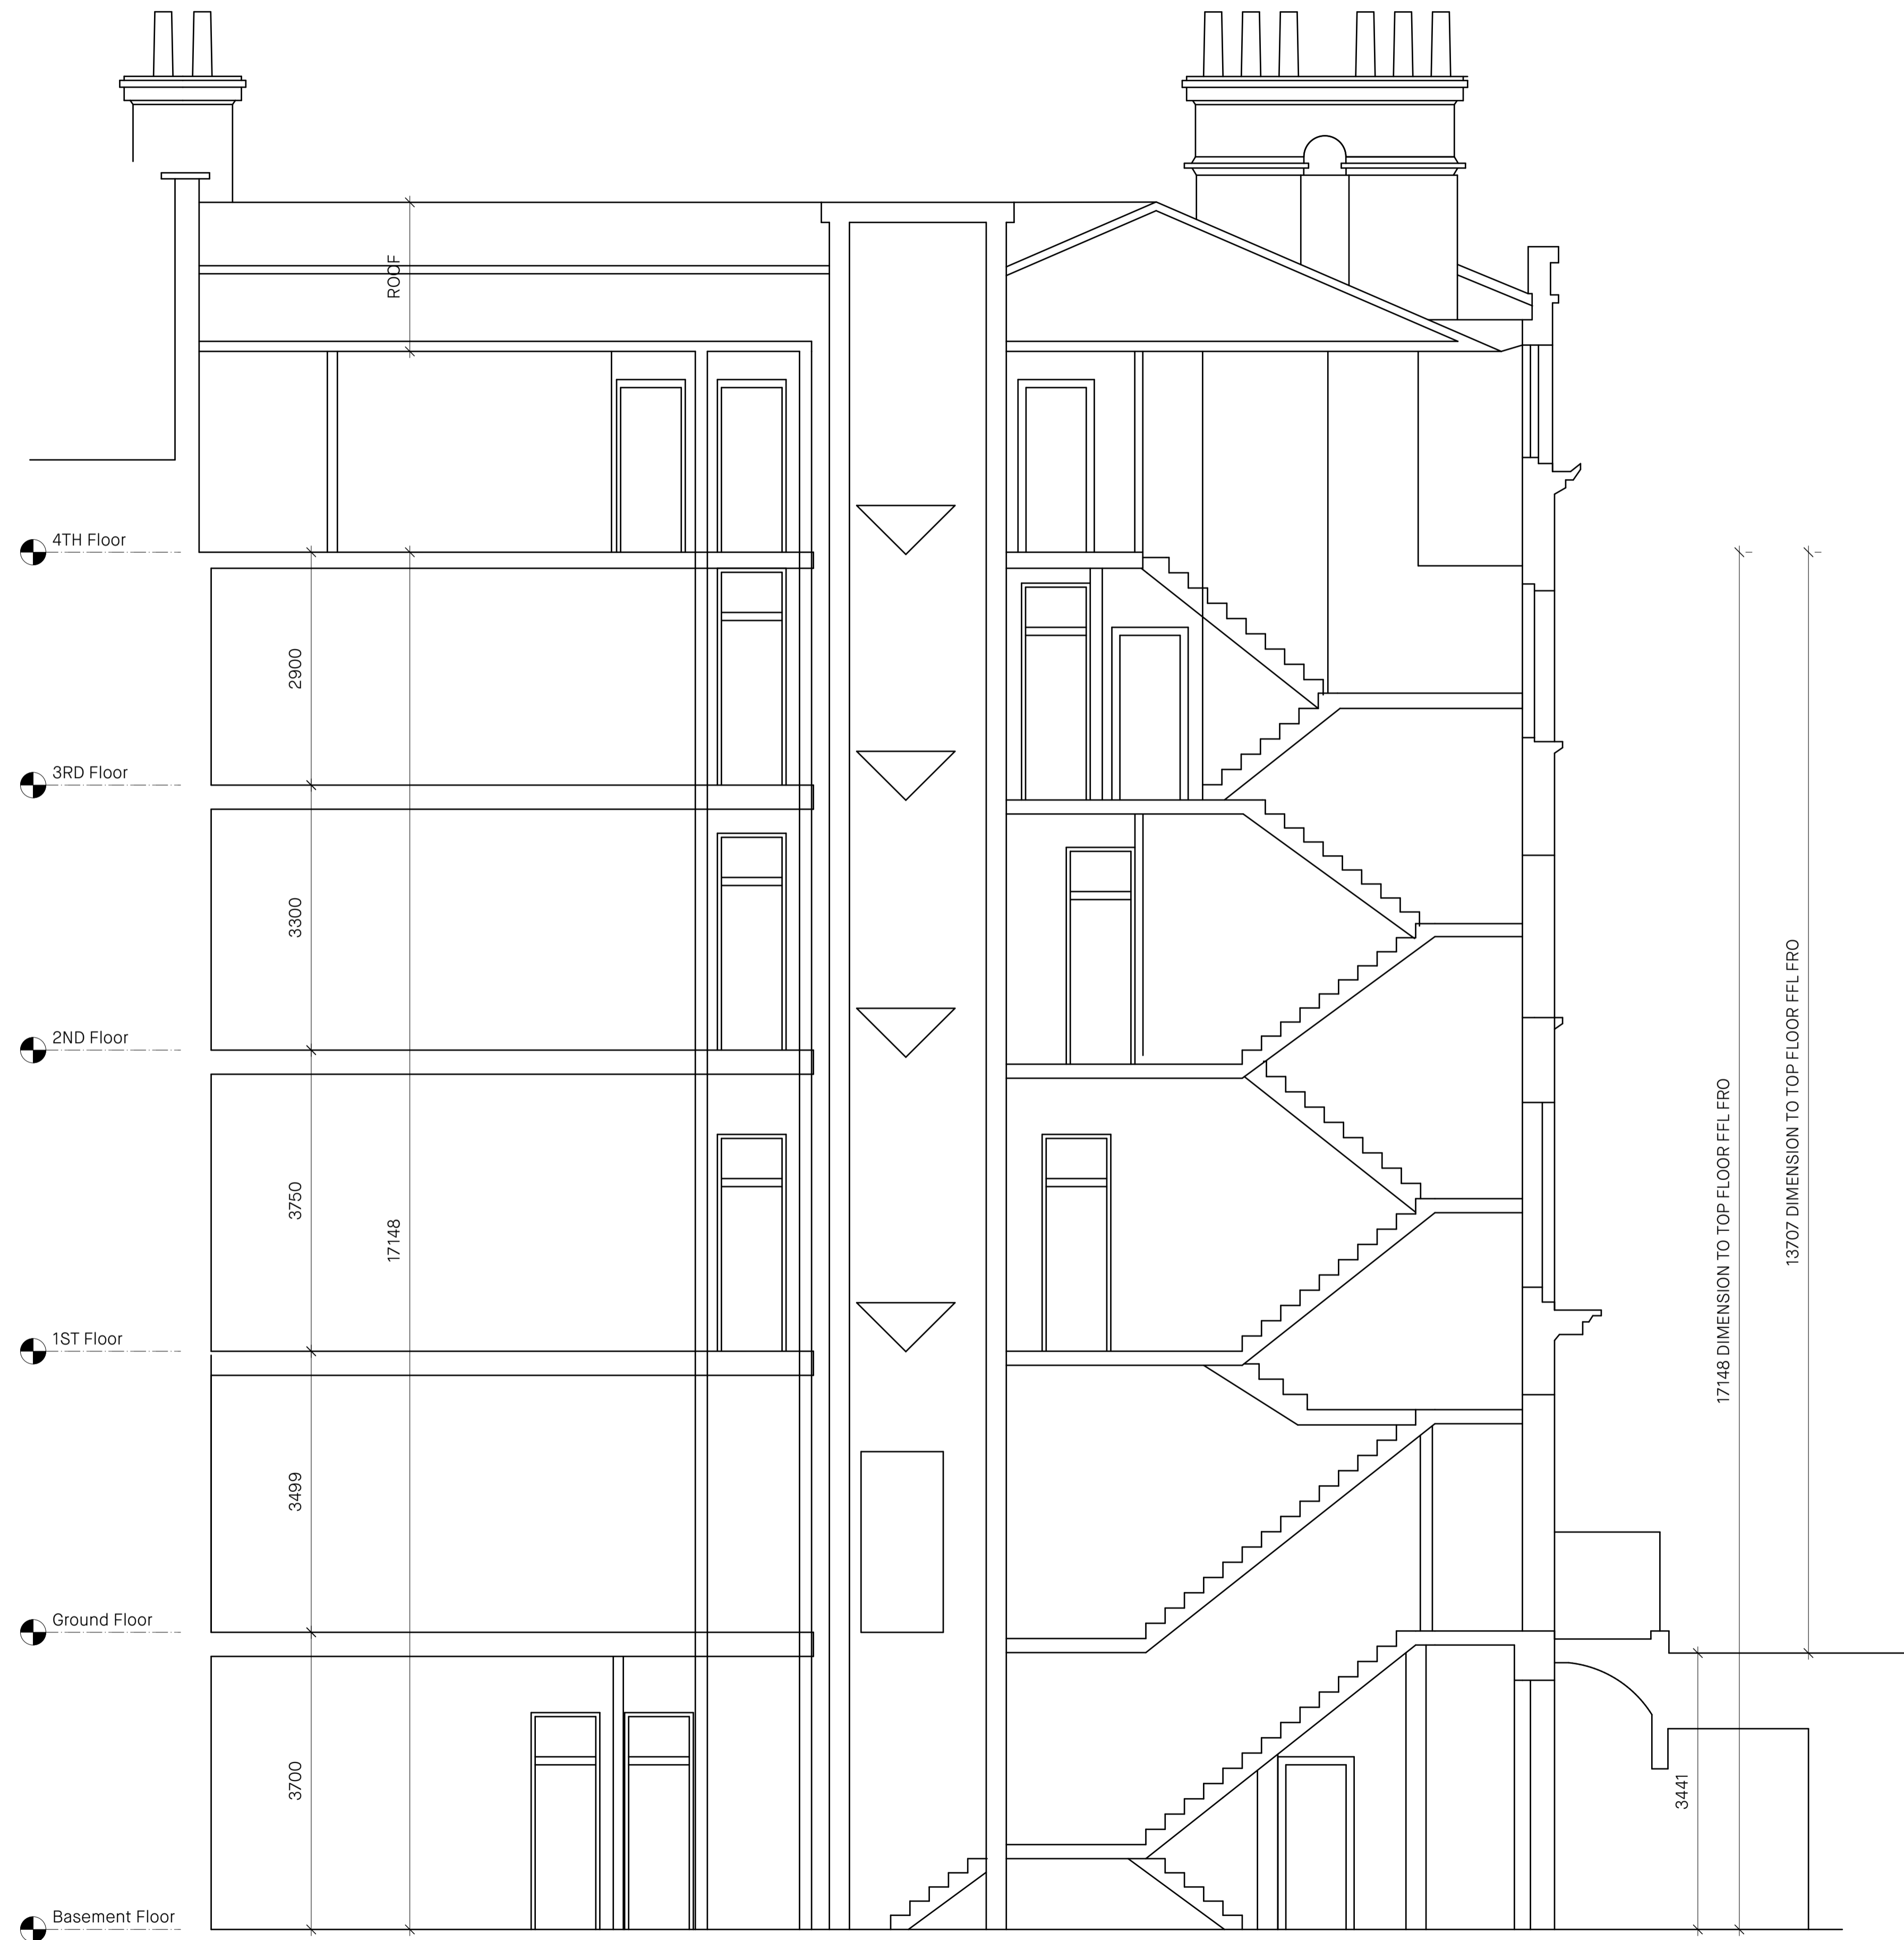 ROOF
4TH Floor
2900
3RD Floor
3300
2ND Floor
3750
17148
1ST Floor
3499
Ground Floor
3700
Basement Floor
3441
17148 DIMENSION TO TOP FLOOR FFL FRO
13707 DIMENSION TO TOP FLOOR FFL FRO